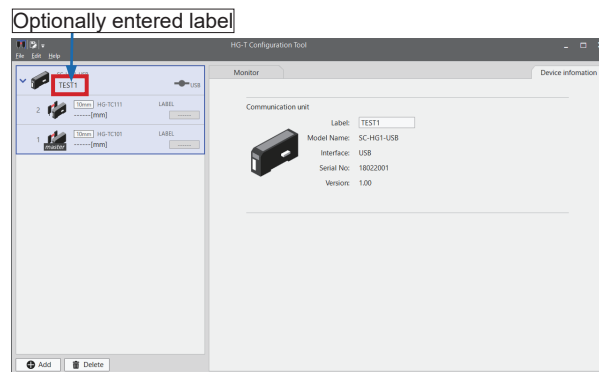 Optionally entered label
HG-T Configuration Tool
File Edit Help
TEST1
USB
2 10mm HG-TC111 LABEL
------[mm] ------
1 master 10mm HG-TC101 LABEL
------[mm] ------
Monitor
Device infomation
Communication unit
Label: TEST1
Model Name: SC-HG1-USB
Interface: USB
Serial No: 18022001
Version: 1.00
Add Delete